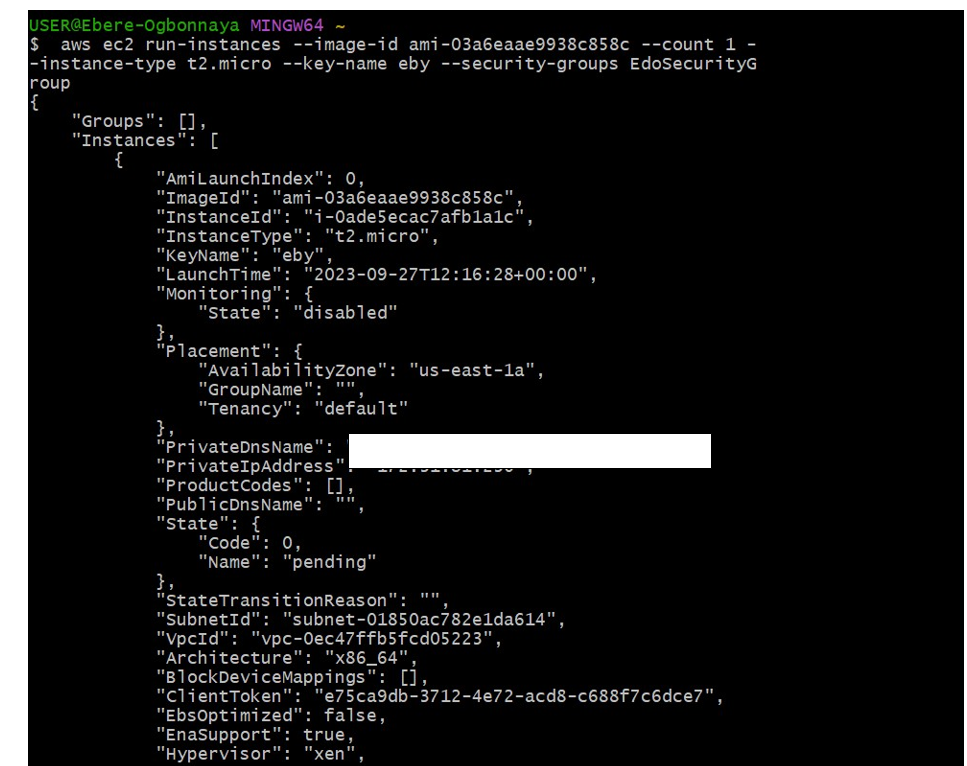 USER@Ebere-Ogbonnaya MINGW64 ~
$  aws ec2 run-instances --image-id ami-03a6eaae9938c858c --count 1 -
-instance-type t2.micro --key-name eby --security-groups EdoSecurityG
roup
{
    "Groups": [],
    "Instances": [
        {
            "AmiLaunchIndex": 0,
            "ImageId": "ami-03a6eaae9938c858c",
            "InstanceId": "i-0ade5ecac7afb1a1c",
            "InstanceType": "t2.micro",
            "KeyName": "eby",
            "LaunchTime": "2023-09-27T12:16:28+00:00",
            "Monitoring": {
                "State": "disabled"
            },
            "Placement": {
                "AvailabilityZone": "us-east-1a",
                "GroupName": "",
                "Tenancy": "default"
            },
            "PrivateDnsName":
            "PrivateIpAddress":
            "ProductCodes": [],
            "PublicDnsName": "",
            "State": {
                "Code": 0,
                "Name": "pending"
            },
            "StateTransitionReason": "",
            "SubnetId": "subnet-01850ac782e1da614",
            "VpcId": "vpc-0ec47ffb5fcd05223",
            "Architecture": "x86_64",
            "BlockDeviceMappings": [],
            "ClientToken": "e75ca9db-3712-4e72-acd8-c688f7c6dce7",
            "EbsOptimized": false,
            "EnaSupport": true,
            "Hypervisor": "xen",